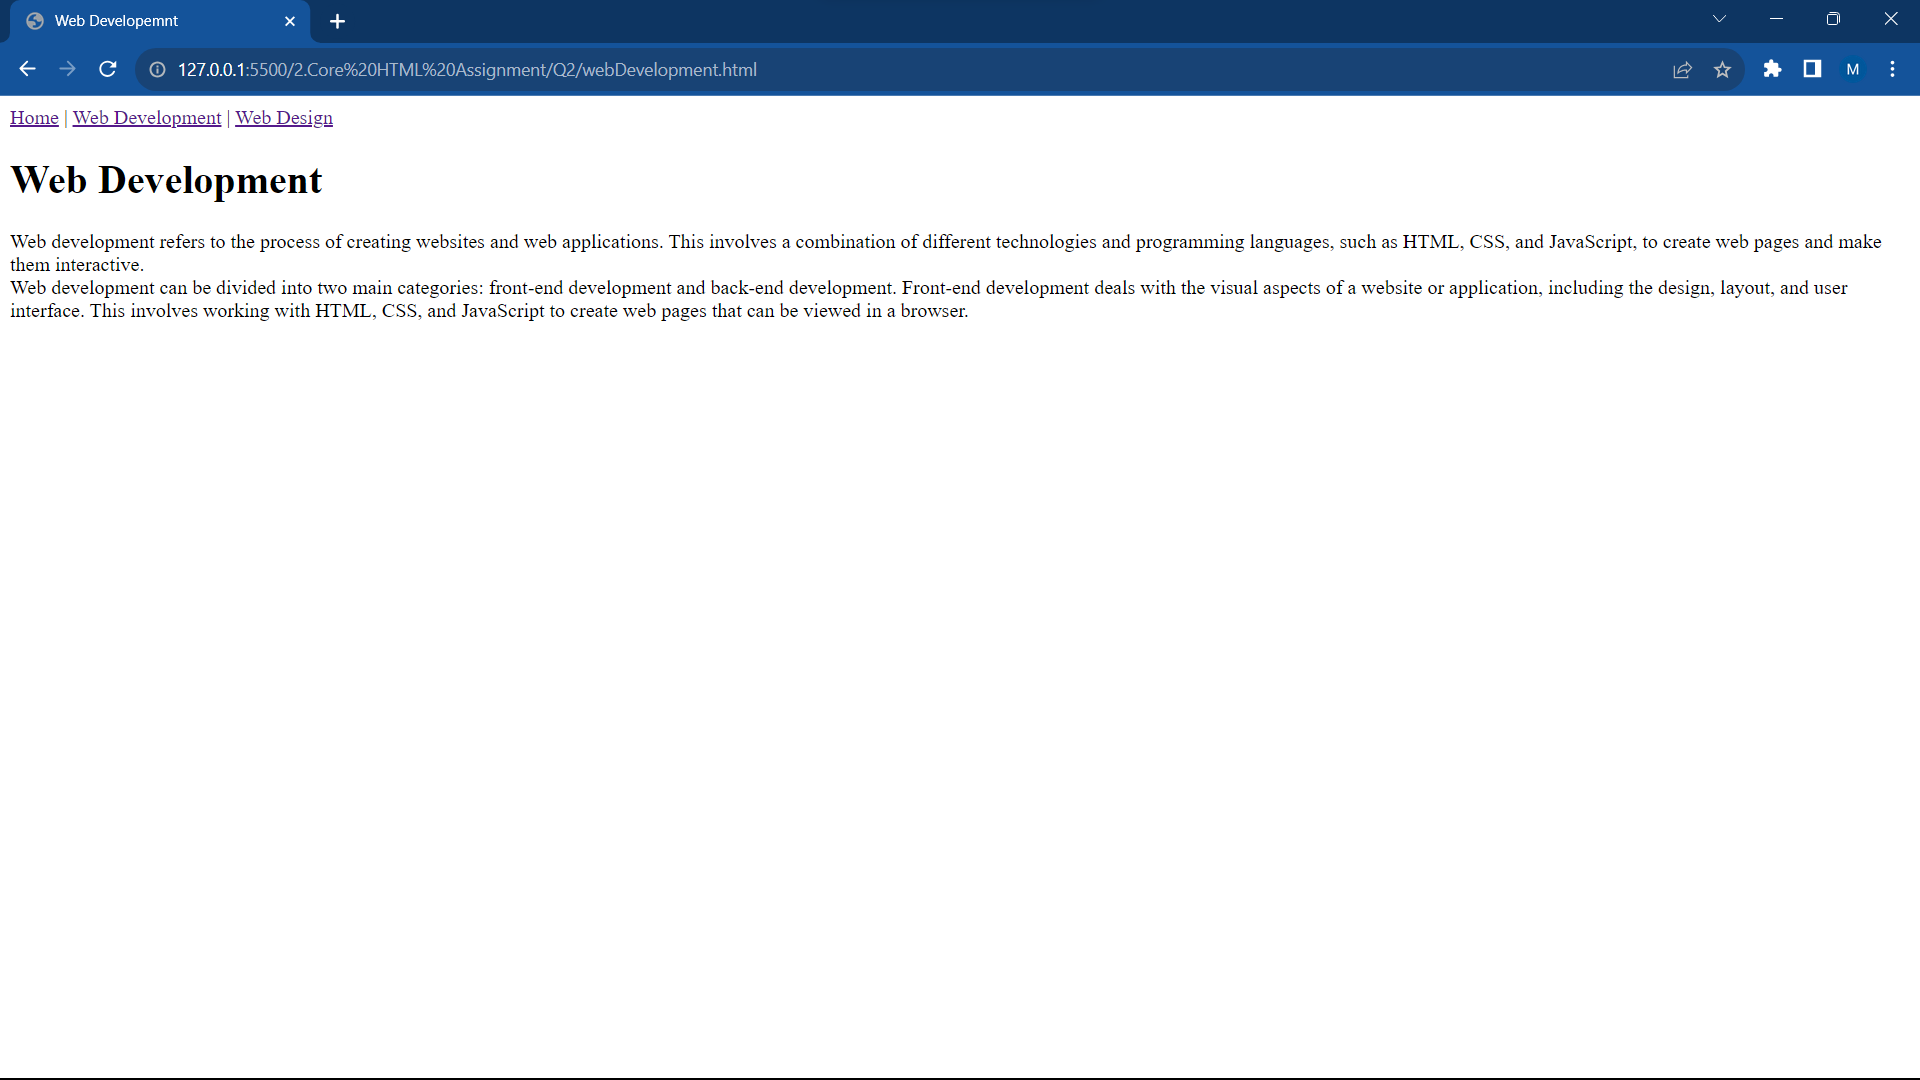 Web Developemnt
127.0.0.1:5500/2.Core%20HTML%20Assignment/Q2/webDevelopment.html
M
Home | Web Development | Web Design
Web Development
Web development refers to the process of creating websites and web applications. This involves a combination of different technologies and programming languages, such as HTML, CSS, and JavaScript, to create web pages and make
them interactive.
Web development can be divided into two main categories: front-end development and back-end development. Front-end development deals with the visual aspects of a website or application, including the design, layout, and user
interface. This involves working with HTML, CSS, and JavaScript to create web pages that can be viewed in a browser.